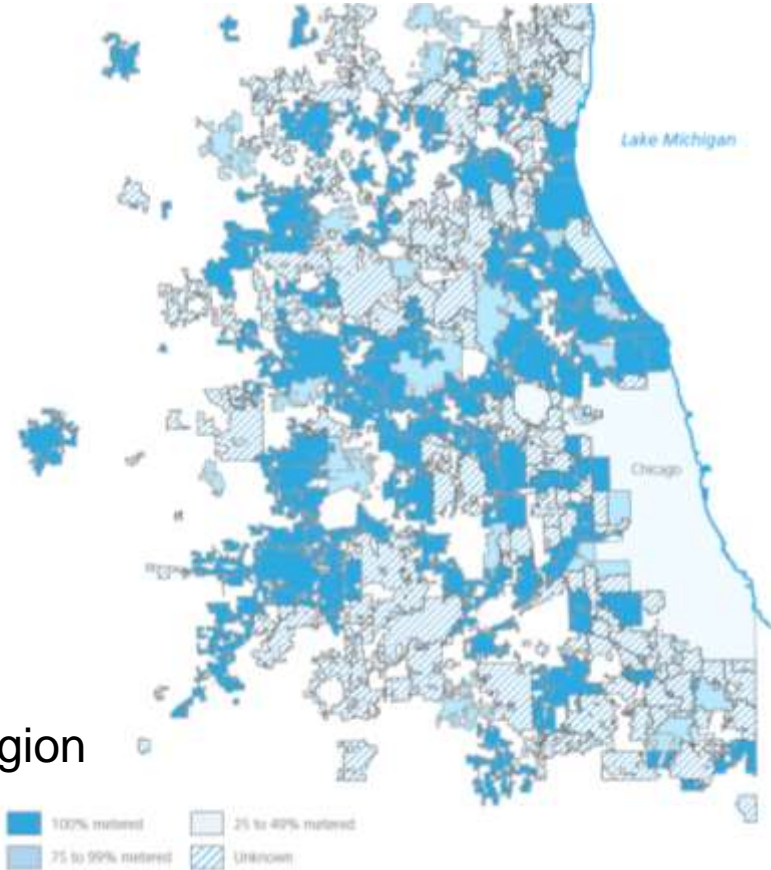 Lake Michigan
Chicago
gion
100% metered
25 to 49% metered
75 to 99% metered
Unknown